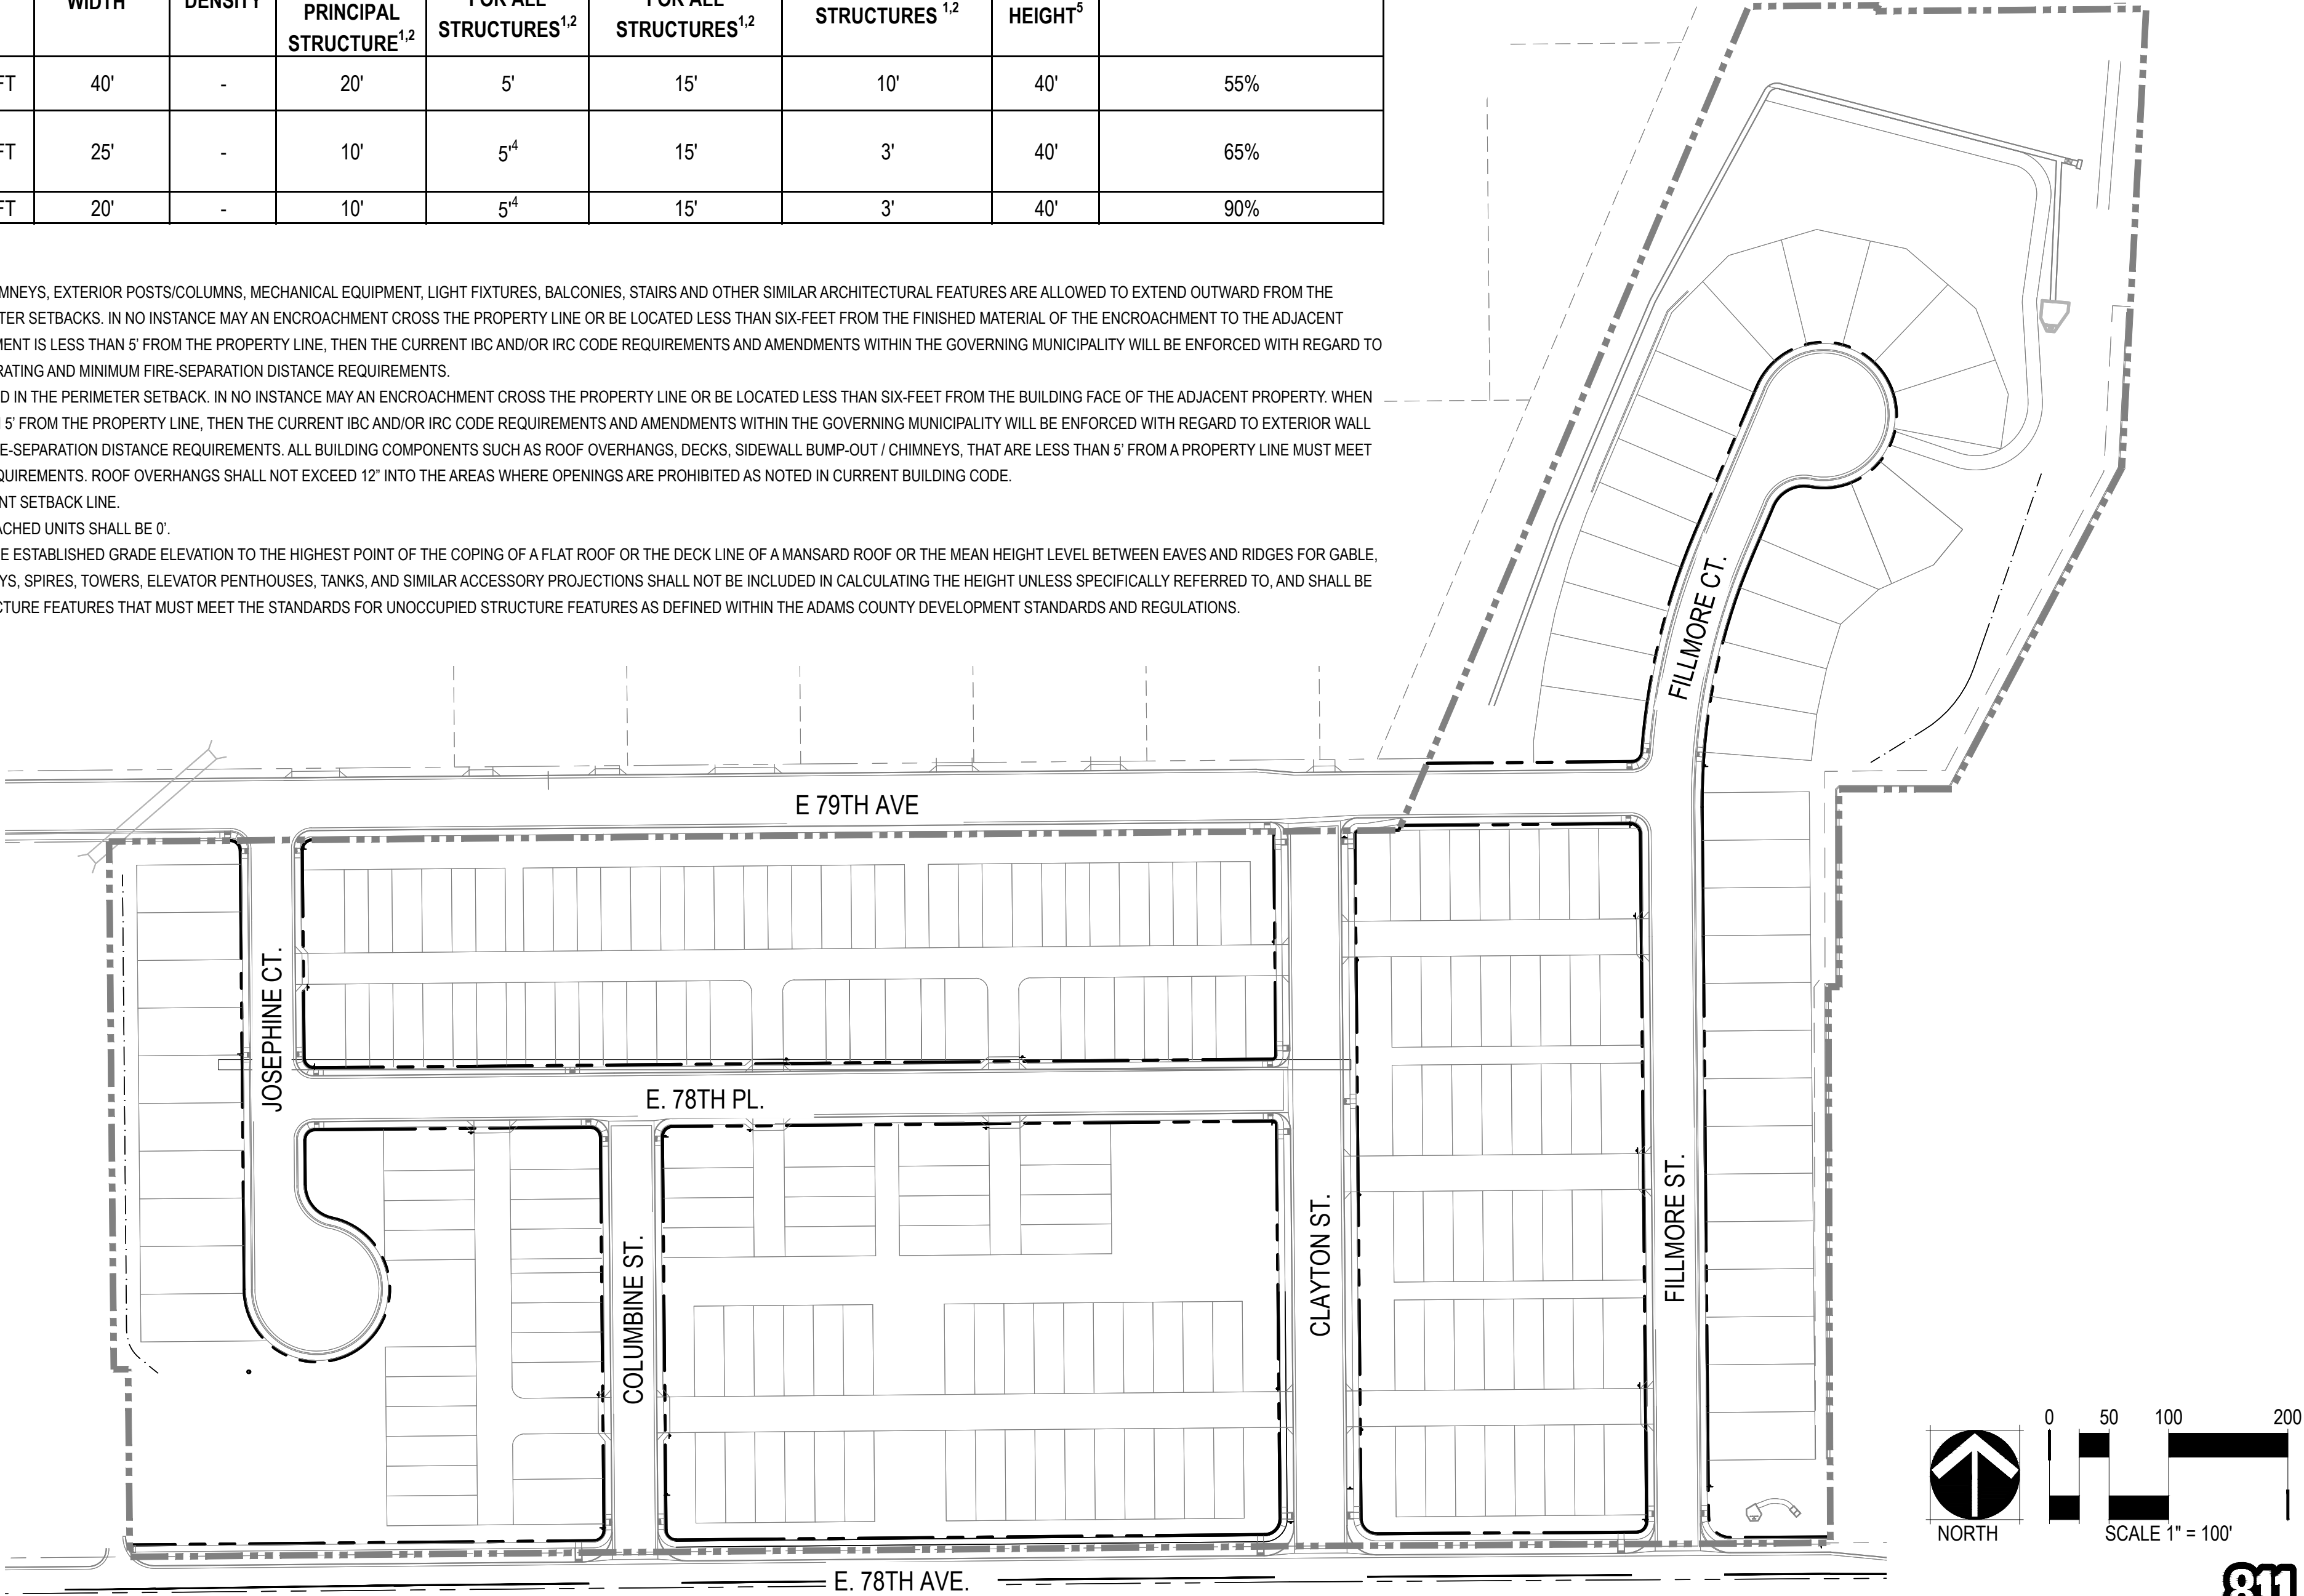 WIDTH DENSITY PRINCIPAL STRUCTURE1,2 FOR ALL STRUCTURES1,2 FOR ALL STRUCTURES1,2 STRUCTURES 1,2 HEIGHT5
FT 40' - 20' 5' 15' 10' 40' 55%
FT 25' - 10' 5'4 15' 3' 40' 65%
FT 20' - 10' 5'4 15' 3' 40' 90%
MNEYS, EXTERIOR POSTS/COLUMNS, MECHANICAL EQUIPMENT, LIGHT FIXTURES, BALCONIES, STAIRS AND OTHER SIMILAR ARCHITECTURAL FEATURES ARE ALLOWED TO EXTEND OUTWARD FROM THE
TER SETBACKS. IN NO INSTANCE MAY AN ENCROACHMENT CROSS THE PROPERTY LINE OR BE LOCATED LESS THAN SIX-FEET FROM THE FINISHED MATERIAL OF THE ENCROACHMENT TO THE ADJACENT
MENT IS LESS THAN 5' FROM THE PROPERTY LINE, THEN THE CURRENT IBC AND/OR IRC CODE REQUIREMENTS AND AMENDMENTS WITHIN THE GOVERNING MUNICIPALITY WILL BE ENFORCED WITH REGARD TO
RATING AND MINIMUM FIRE-SEPARATION DISTANCE REQUIREMENTS.
D IN THE PERIMETER SETBACK. IN NO INSTANCE MAY AN ENCROACHMENT CROSS THE PROPERTY LINE OR BE LOCATED LESS THAN SIX-FEET FROM THE BUILDING FACE OF THE ADJACENT PROPERTY. WHEN
5' FROM THE PROPERTY LINE, THEN THE CURRENT IBC AND/OR IRC CODE REQUIREMENTS AND AMENDMENTS WITHIN THE GOVERNING MUNICIPALITY WILL BE ENFORCED WITH REGARD TO EXTERIOR WALL
E-SEPARATION DISTANCE REQUIREMENTS. ALL BUILDING COMPONENTS SUCH AS ROOF OVERHANGS, DECKS, SIDEWALL BUMP-OUT / CHIMNEYS, THAT ARE LESS THAN 5' FROM A PROPERTY LINE MUST MEET
QUIREMENTS. ROOF OVERHANGS SHALL NOT EXCEED 12” INTO THE AREAS WHERE OPENINGS ARE PROHIBITED AS NOTED IN CURRENT BUILDING CODE.
NT SETBACK LINE.
ACHED UNITS SHALL BE 0'.
E ESTABLISHED GRADE ELEVATION TO THE HIGHEST POINT OF THE COPING OF A FLAT ROOF OR THE DECK LINE OF A MANSARD ROOF OR THE MEAN HEIGHT LEVEL BETWEEN EAVES AND RIDGES FOR GABLE,
YS, SPIRES, TOWERS, ELEVATOR PENTHOUSES, TANKS, AND SIMILAR ACCESSORY PROJECTIONS SHALL NOT BE INCLUDED IN CALCULATING THE HEIGHT UNLESS SPECIFICALLY REFERRED TO, AND SHALL BE
CTURE FEATURES THAT MUST MEET THE STANDARDS FOR UNOCCUPIED STRUCTURE FEATURES AS DEFINED WITHIN THE ADAMS COUNTY DEVELOPMENT STANDARDS AND REGULATIONS.
FILLMORE CT.
E 79TH AVE
JOSEPHINE CT.
E. 78TH PL.
COLUMBINE ST.
CLAYTON ST.
FILLMORE ST.
0 50 100 200
NORTH
SCALE 1" = 100'
E. 78TH AVE.
811